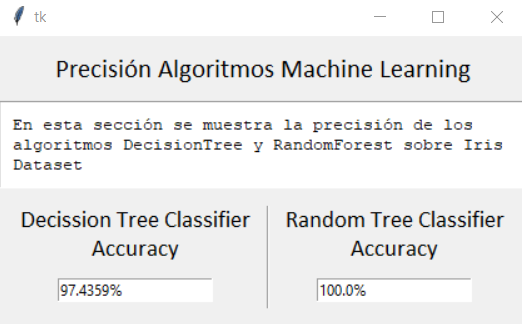 tk
Precisión Algoritmos Machine Learning
En esta sección se muestra la precisión de los
algoritmos DecisionTree y RandomForest sobre Iris
Dataset
Decission Tree Classifier
Accuracy
97.4359%
Random Tree Classifier
Accuracy
100.0%